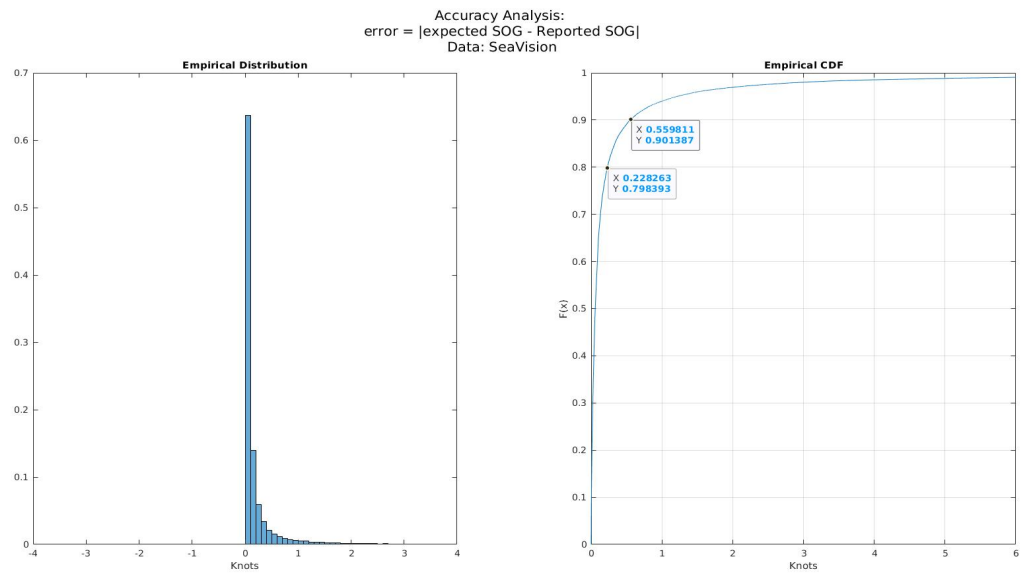 Accuracy Analysis:
error = |expected SOG - Reported SOG|
Data: SeaVision
Empirical Distribution
0.7
0.6
0.5
0.4
0.3
0.2
0.1
0
-4 -3 -2 -1 0 1 2 3 4
Knots
Empirical CDF
1
0.9
0.8
0.7
0.6
0.5
0.4
0.3
0.2
0.1
0
F(x)
X 0.559811
Y 0.901387
X 0.228263
Y 0.798393
0 1 2 3 4 5 6
Knots